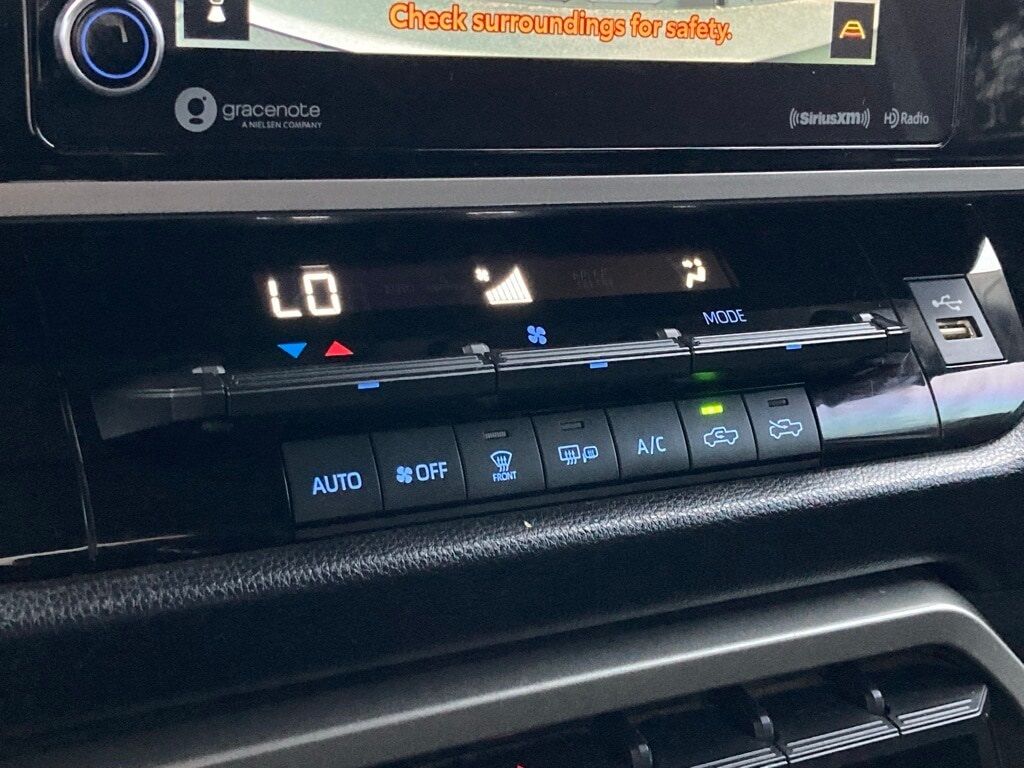 Check surroundings for safety.
gracenote
A NIELSEN COMPANY
((SiriusXM))
HD Radio
LO
MODE
AUTO
OFF
FRONT
A/C